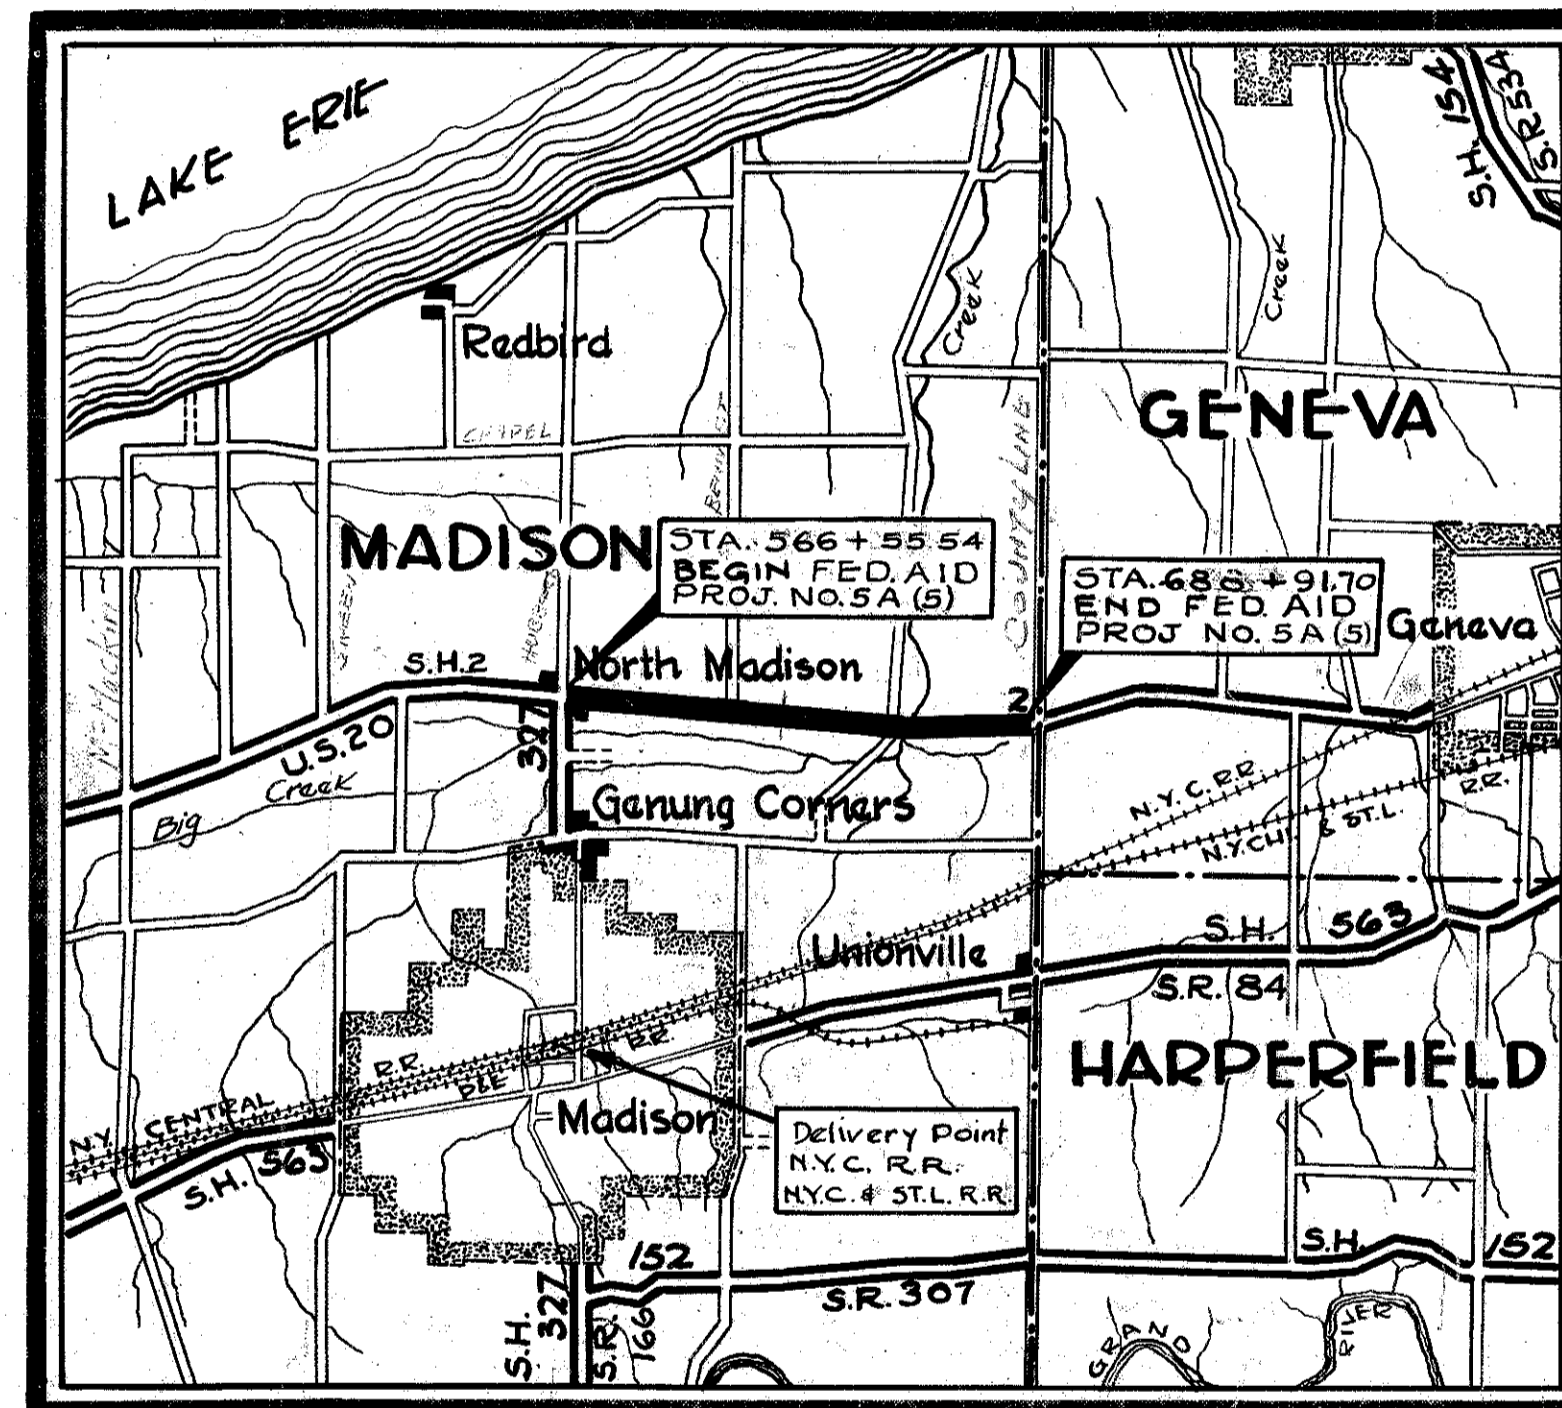 LAKE ERIE
S.H. 154
S.R 534
Redbird
Creek
Creek
GENEVA
CHAPEL
COUNTY LINE
MADISON
STA. 566 + 55.54
BEGIN FED. AID
PROJ. NO. 5A (5)
STA. + 91.70
END FED. AID
PROJ NO. 5A (5)
Geneva
S.H.2
North Madison
2
2
327
U.S.20
Big Creek
Genung Corners
N.Y.C. R.R.
N.Y.CHI. & ST.L. R.R.
Unionville
S.H. 563
S.R. 84
HARPERFIELD
R.R.
R.R.
P&E
N.Y. CENTRAL
S.H. 563
Madison
Delivery Point
N.Y.C. R.R.
N.Y.C. & ST.L. R.R.
152
S.R. 307
S.H. 152
S.H. 327
S.R. 166
GRAND RIVER